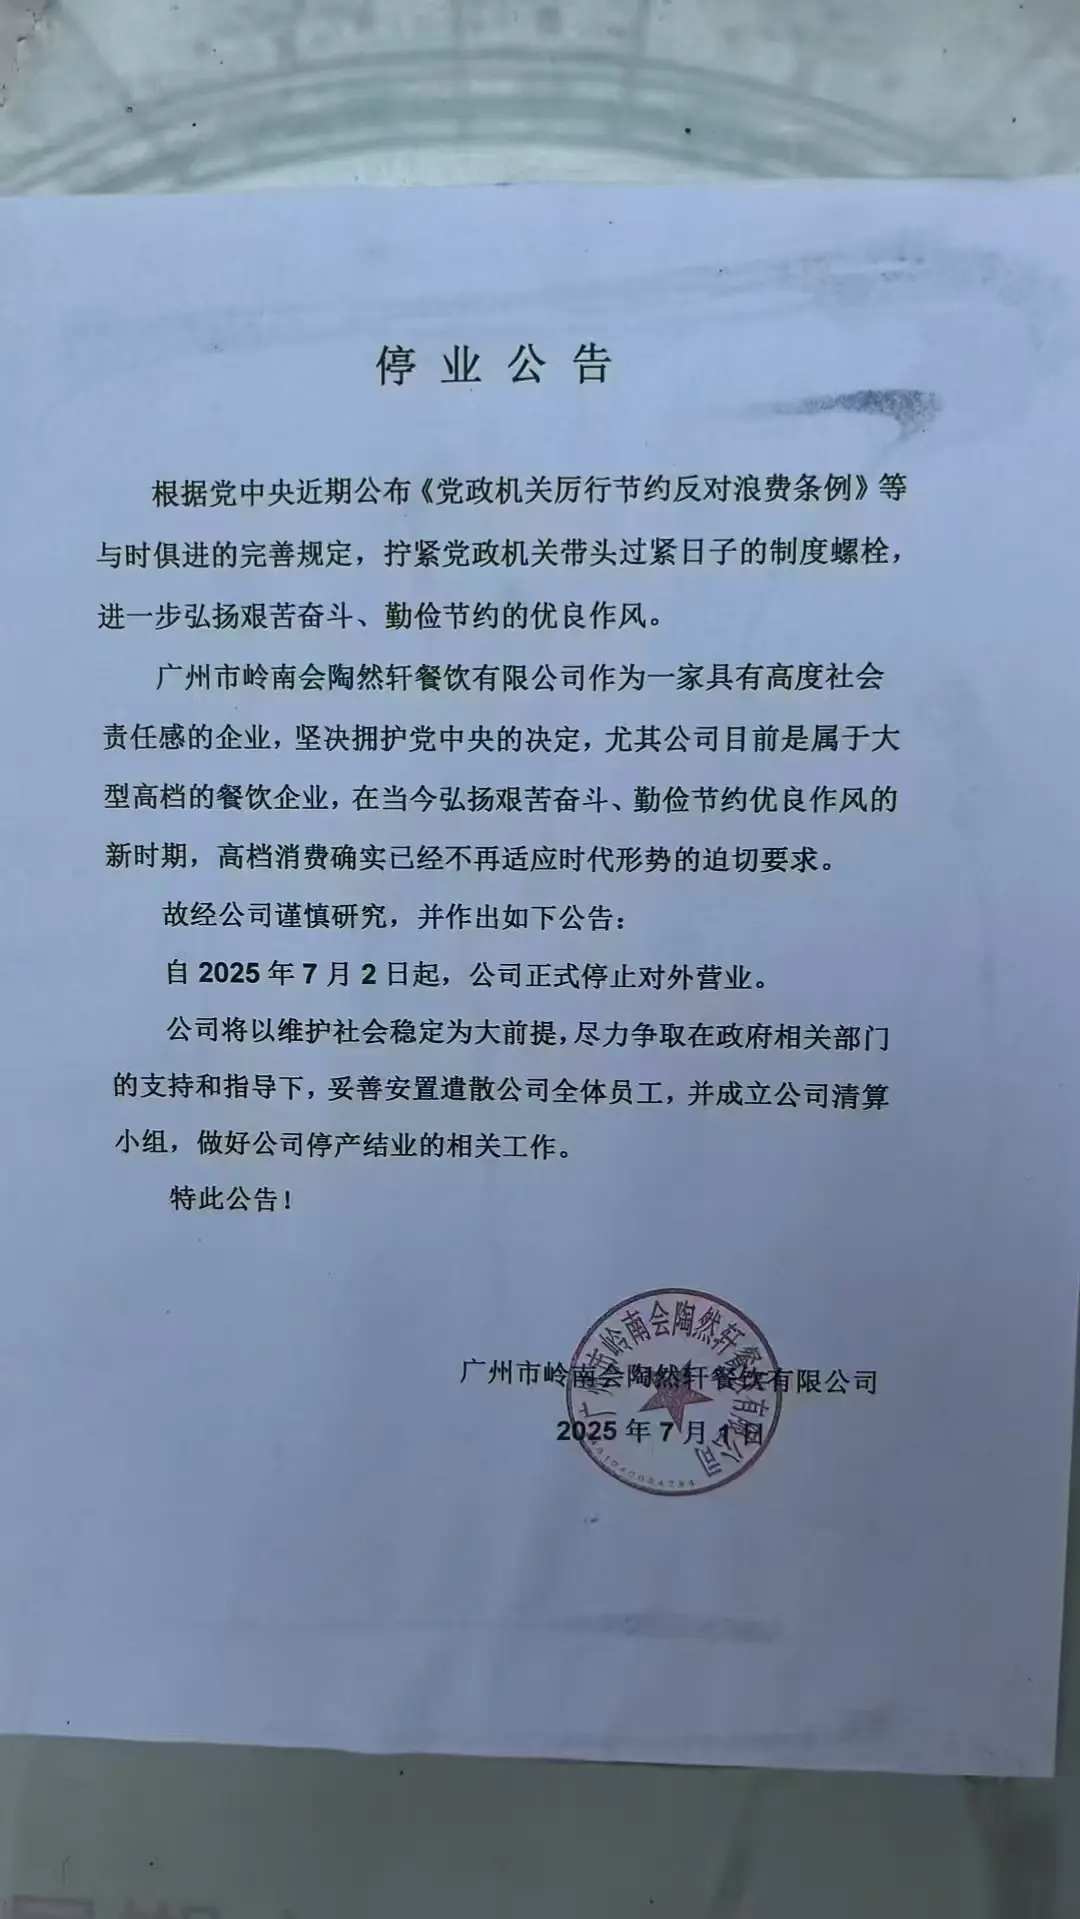 停业公告
根据党中央近期公布《党政机关厉行节约反对浪费条例》等
与时俱进的完善规定，拧紧党政机关带头过紧日子的制度螺栓，
进一步弘扬艰苦奋斗、勤俭节约的优良作风。
广州市岭南会陶然轩餐饮有限公司作为一家具有高度社会
责任感的企业，坚决拥护党中央的决定，尤其公司目前是属于大
型高档的餐饮企业，在当今弘扬艰苦奋斗、勤俭节约优良作风的
新时期，高档消费确实已经不再适应时代形势的迫切要求。
故经公司谨慎研究，并作出如下公告：
自 2025 年 7 月 2 日起，公司正式停止对外营业。
公司将以维护社会稳定为大前提，尽力争取在政府相关部门
的支持和指导下，妥善安置遣散公司全体员工，并成立公司清算
小组，做好公司停产结业的相关工作。
特此公告！
广州市岭南会陶然轩餐饮有限公司
2025 年 7 月 1 日
广州市岭南会陶然轩餐饮有限公司